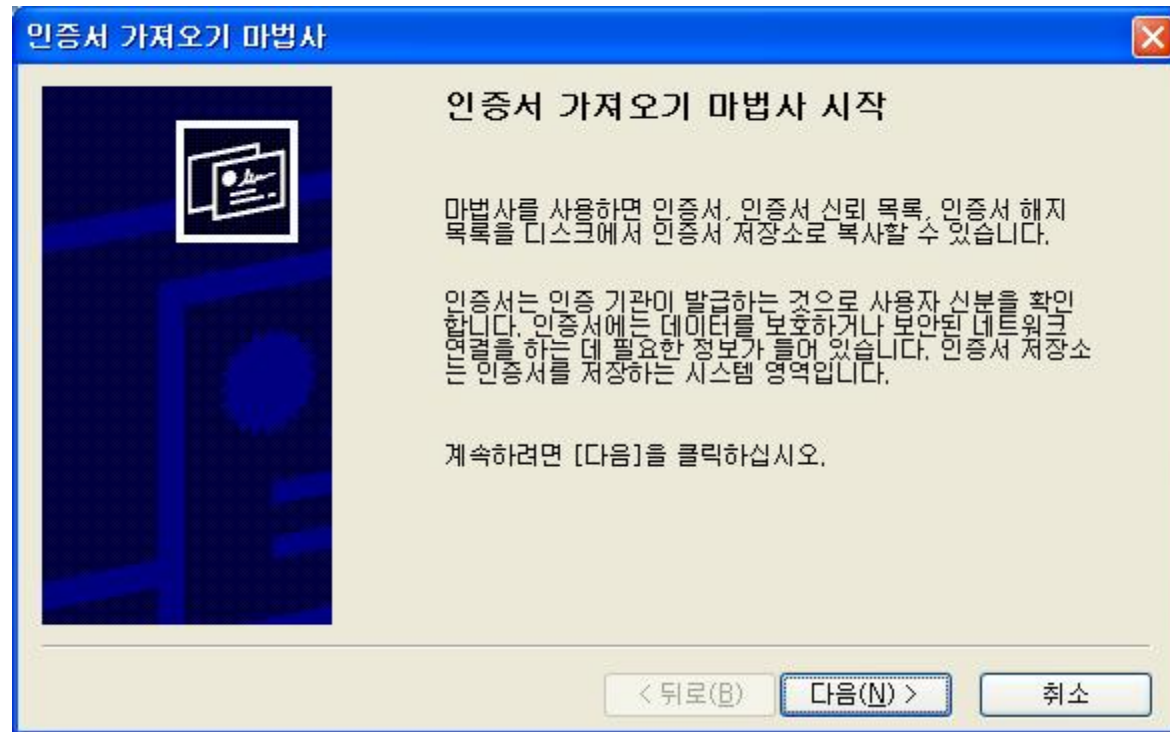 인증서 가져오기 마법사
인증서 가져오기 마법사 시작
마법사를 사용하면 인증서, 인증서 신뢰 목록, 인증서 해지
목록을 디스크에서 인증서 저장소로 복사할 수 있습니다.
인증서는 인증 기관이 발급하는 것으로 사용자 신분을 확인
합니다. 인증서에는 데이터를 보호하거나 보안된 네트워크
연결을 하는 데 필요한 정보가 들어 있습니다. 인증서 저장소
는 인증서를 저장하는 시스템 영역입니다.
계속하려면 [다음]을 클릭하십시오.
< 뒤로(B) 다음(N) > 취소